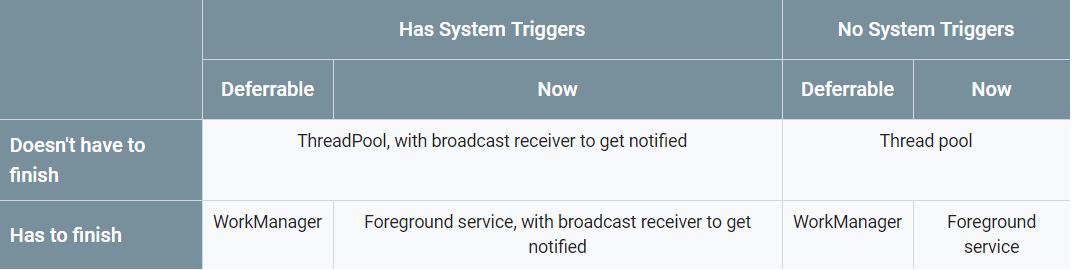 Has System Triggers
No System Triggers
Deferrable
Now
Deferrable
Now
Doesn't have to
finish
ThreadPool, with broadcast receiver to get notified
Thread pool
Has to finish
WorkManager
Foreground service, with broadcast receiver to get
notified
WorkManager
Foreground
service